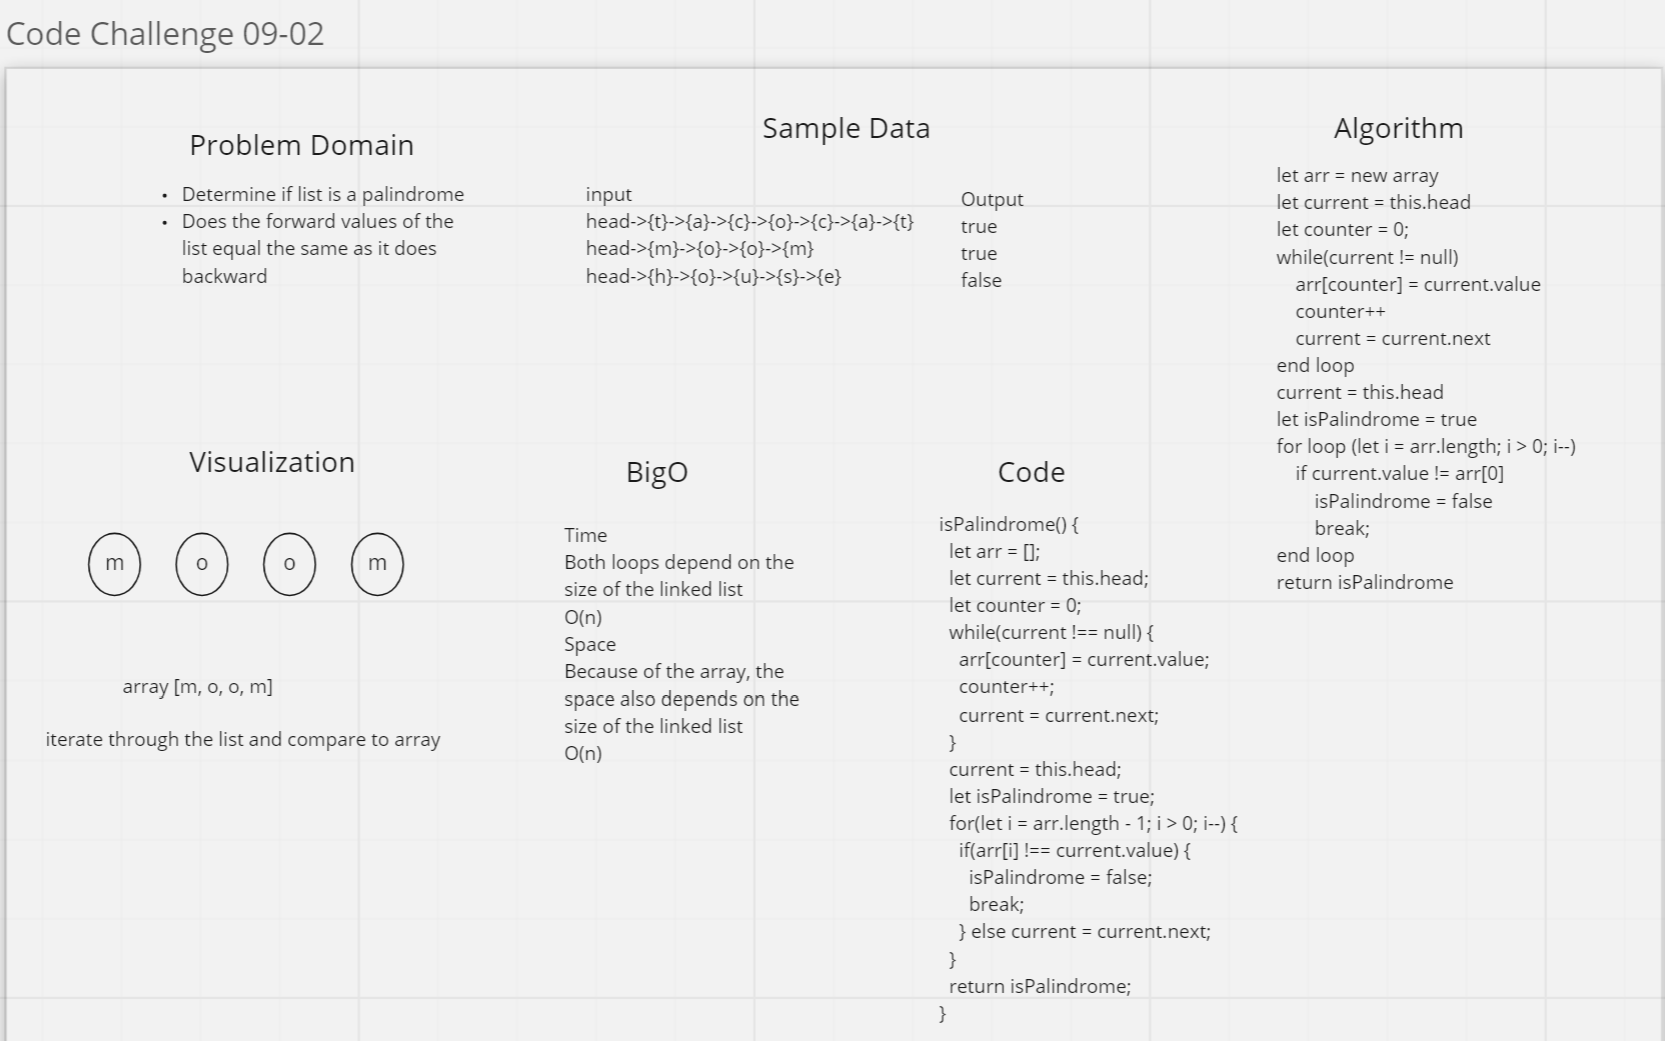 Code Challenge 09-02
Problem Domain
• Determine if list is a palindrome
• Does the forward values of the
list equal the same as it does
backward
Sample Data
input
head->{t}->{a}->{c}->{o}->{c}->{a}->{t}
head->{m}->{o}->{o}->{m}
head->{h}->{o}->{u}->{s}->{e}
Output
true
true
false
Algorithm
let arr = new array
let current = this.head
let counter = 0;
while(current != null)
arr[counter] = current.value
counter++
current = current.next
end loop
current = this.head
let isPalindrome = true
for loop (let i = arr.length; i > 0; i--)
if current.value != arr[0]
isPalindrome = false
break;
end loop
return isPalindrome
Visualization
m o o m
array [m, o, o, m]
iterate through the list and compare to array
BigO
Time
Both loops depend on the
size of the linked list
O(n)
Space
Because of the array, the
space also depends on the
size of the linked list
O(n)
Code
isPalindrome() {
let arr = [];
let current = this.head;
let counter = 0;
while(current !== null) {
arr[counter] = current.value;
counter++;
current = current.next;
}
current = this.head;
let isPalindrome = true;
for(let i = arr.length - 1; i > 0; i--) {
if(arr[i] !== current.value) {
isPalindrome = false;
break;
} else current = current.next;
}
return isPalindrome;
}